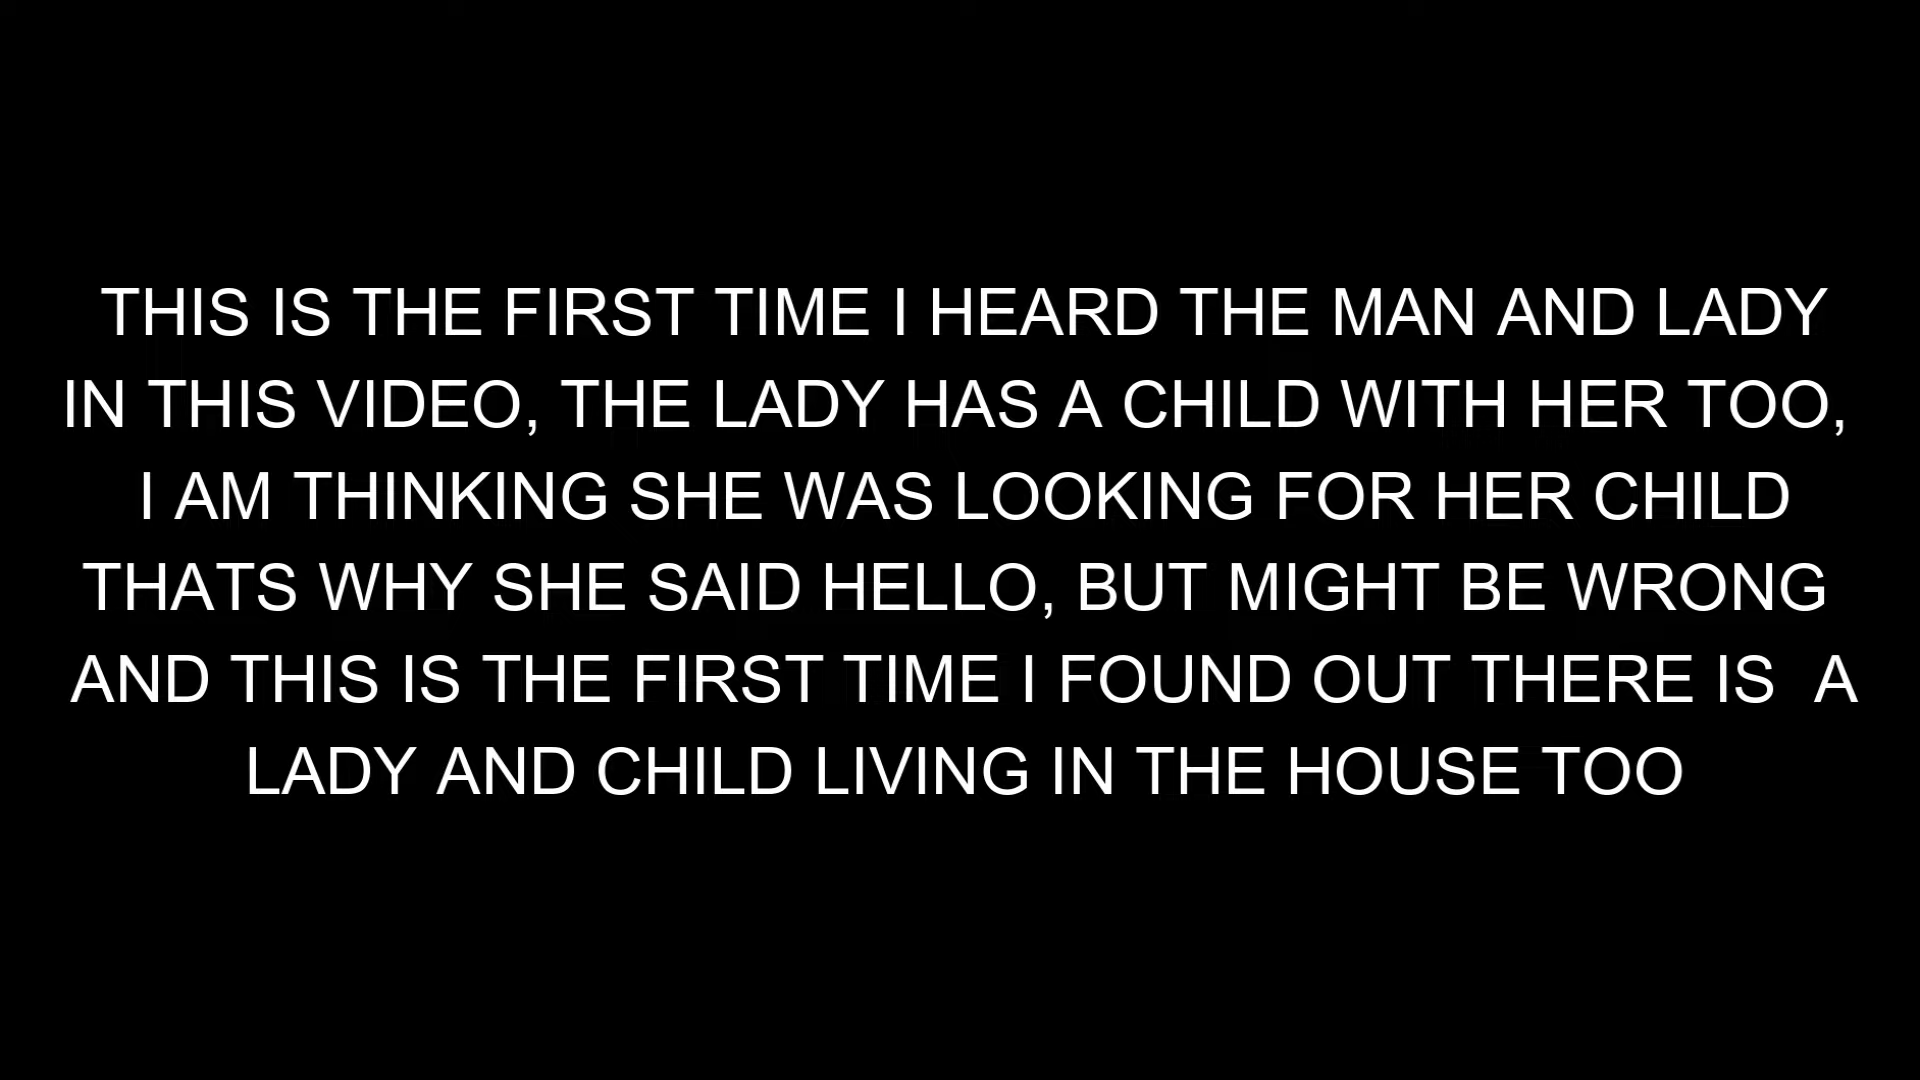 THIS IS THE FIRST TIME I HEARD THE MAN AND LADY
IN THIS VIDEO, THE LADY HAS A CHILD WITH HER TOO,
I AM THINKING SHE WAS LOOKING FOR HER CHILD
THATS WHY SHE SAID HELLO, BUT MIGHT BE WRONG
AND THIS IS THE FIRST TIME I FOUND OUT THERE IS  A
LADY AND CHILD LIVING IN THE HOUSE TOO